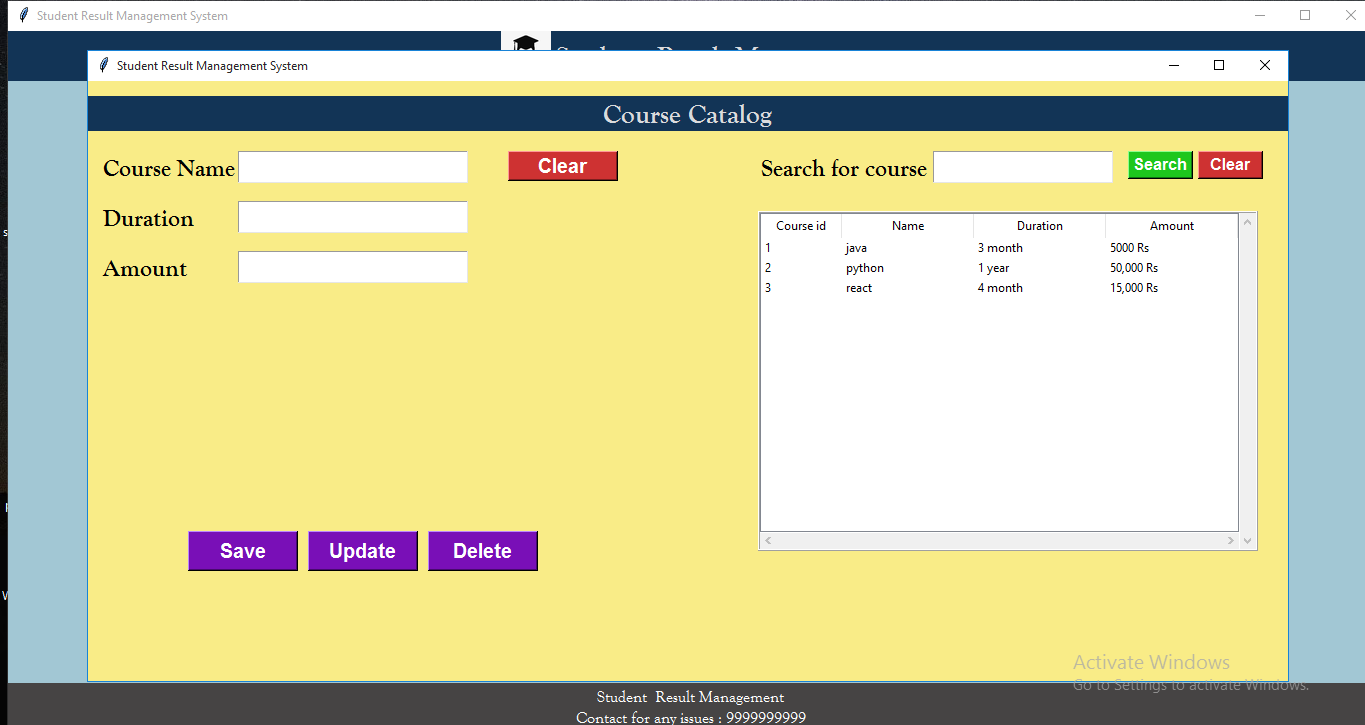 Student Result Management System
Student Result Management System
Course Catalog
Course Name
Clear
Search for course
Search
Clear
Duration
Amount
Course id Name Duration Amount
1 java 3 month 5000 Rs
2 python 1 year 50,000 Rs
3 react 4 month 15,000 Rs
Save
Update
Delete
Activate Windows
Go to Settings to activate Windows.
Student Result Management
Contact for any issues : 9999999999